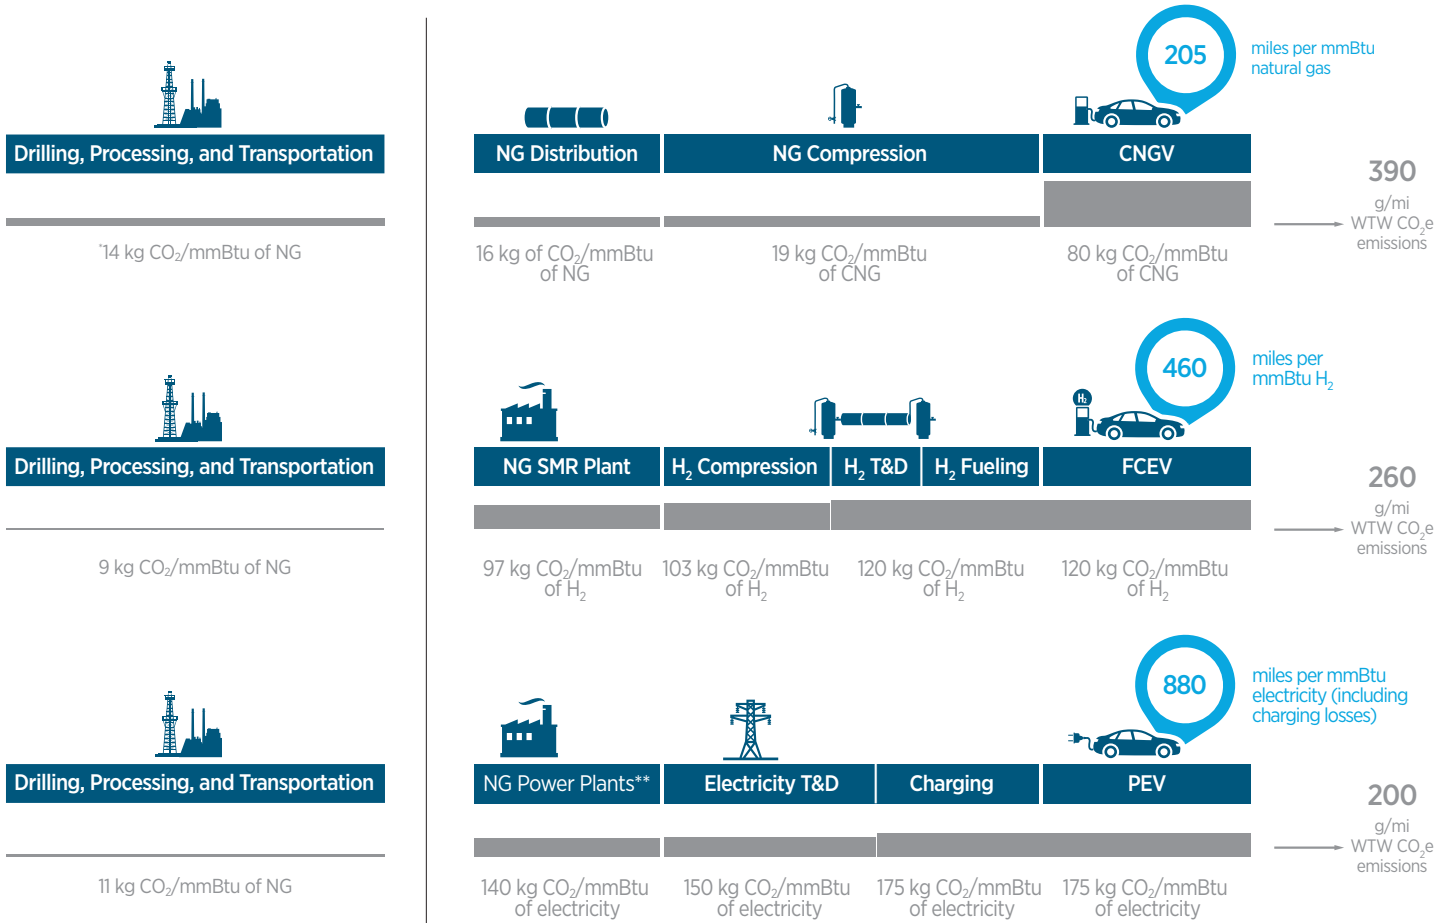 205
miles per mmBtu
natural gas
Drilling, Processing, and Transportation
NG Distribution
NG Compression
CNGV
*14 kg CO₂/mmBtu of NG
16 kg of CO₂/mmBtu
of NG
19 kg CO₂/mmBtu
of CNG
80 kg CO₂/mmBtu
of CNG
390
g/mi
WTW CO₂e
emissions
460
miles per
mmBtu H₂
H₂
Drilling, Processing, and Transportation
NG SMR Plant
H₂ Compression
H₂ T&D
H₂ Fueling
FCEV
9 kg CO₂/mmBtu of NG
97 kg CO₂/mmBtu
of H₂
103 kg CO₂/mmBtu
of H₂
120 kg CO₂/mmBtu
of H₂
120 kg CO₂/mmBtu
of H₂
260
g/mi
WTW CO₂e
emissions
880
miles per mmBtu
electricity (including
charging losses)
Drilling, Processing, and Transportation
NG Power Plants**
Electricity T&D
Charging
PEV
11 kg CO₂/mmBtu of NG
140 kg CO₂/mmBtu
of electricity
150 kg CO₂/mmBtu
of electricity
175 kg CO₂/mmBtu
of electricity
175 kg CO₂/mmBtu
of electricity
200
g/mi
WTW CO₂e
emissions